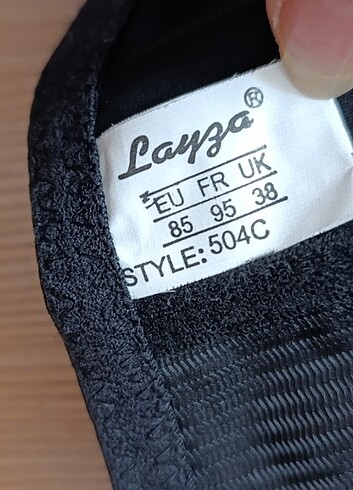 Layza®
EU FR UK
85 95 38
STYLE: 504C